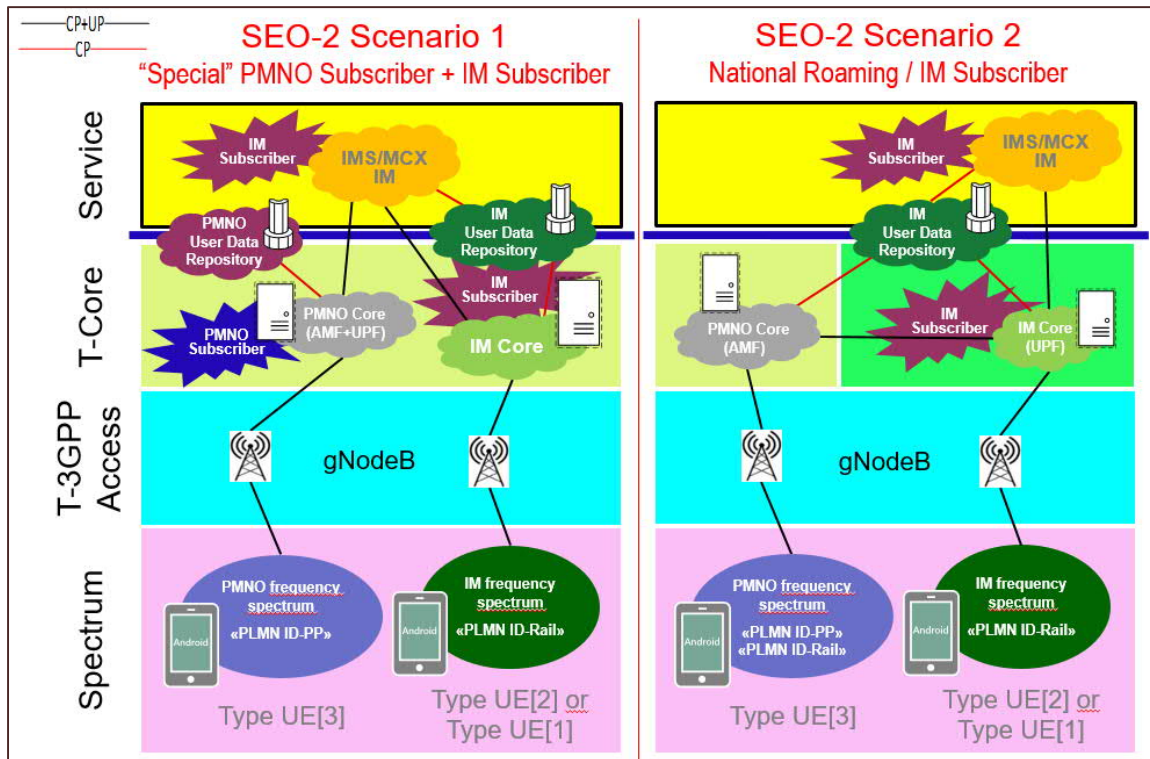 CP+UP
CP
SEO-2 Scenario 1
“Special” PMNO Subscriber + IM Subscriber
SEO-2 Scenario 2
National Roaming / IM Subscriber
Service
IM
Subscriber
IMS/MCX
IM
PMNO
User Data
Repository
IM
User Data
Repository
IM
Subscriber
IMS/MCX
IM
IM
User Data
Repository
T-Core
PMNO
Subscriber
PMNO Core
(AMF+UPF)
IM
Subscriber
IM Core
PMNO Core
(AMF)
IM
Subscriber
IM Core
(UPF)
T-3GPP
Access
gNodeB
gNodeB
Spectrum
PMNO frequency
spectrum
«PLMN ID-PP»
Android
Type UE[3]
IM frequency
spectrum
«PLMN ID-Rail»
Android
Type UE[2] or
Type UE[1]
PMNO frequency
spectrum
«PLMN ID-PP»
«PLMN ID-Rail»
Android
Type UE[3]
IM frequency
spectrum
«PLMN ID-Rail»
Android
Type UE[2] or
Type UE[1]